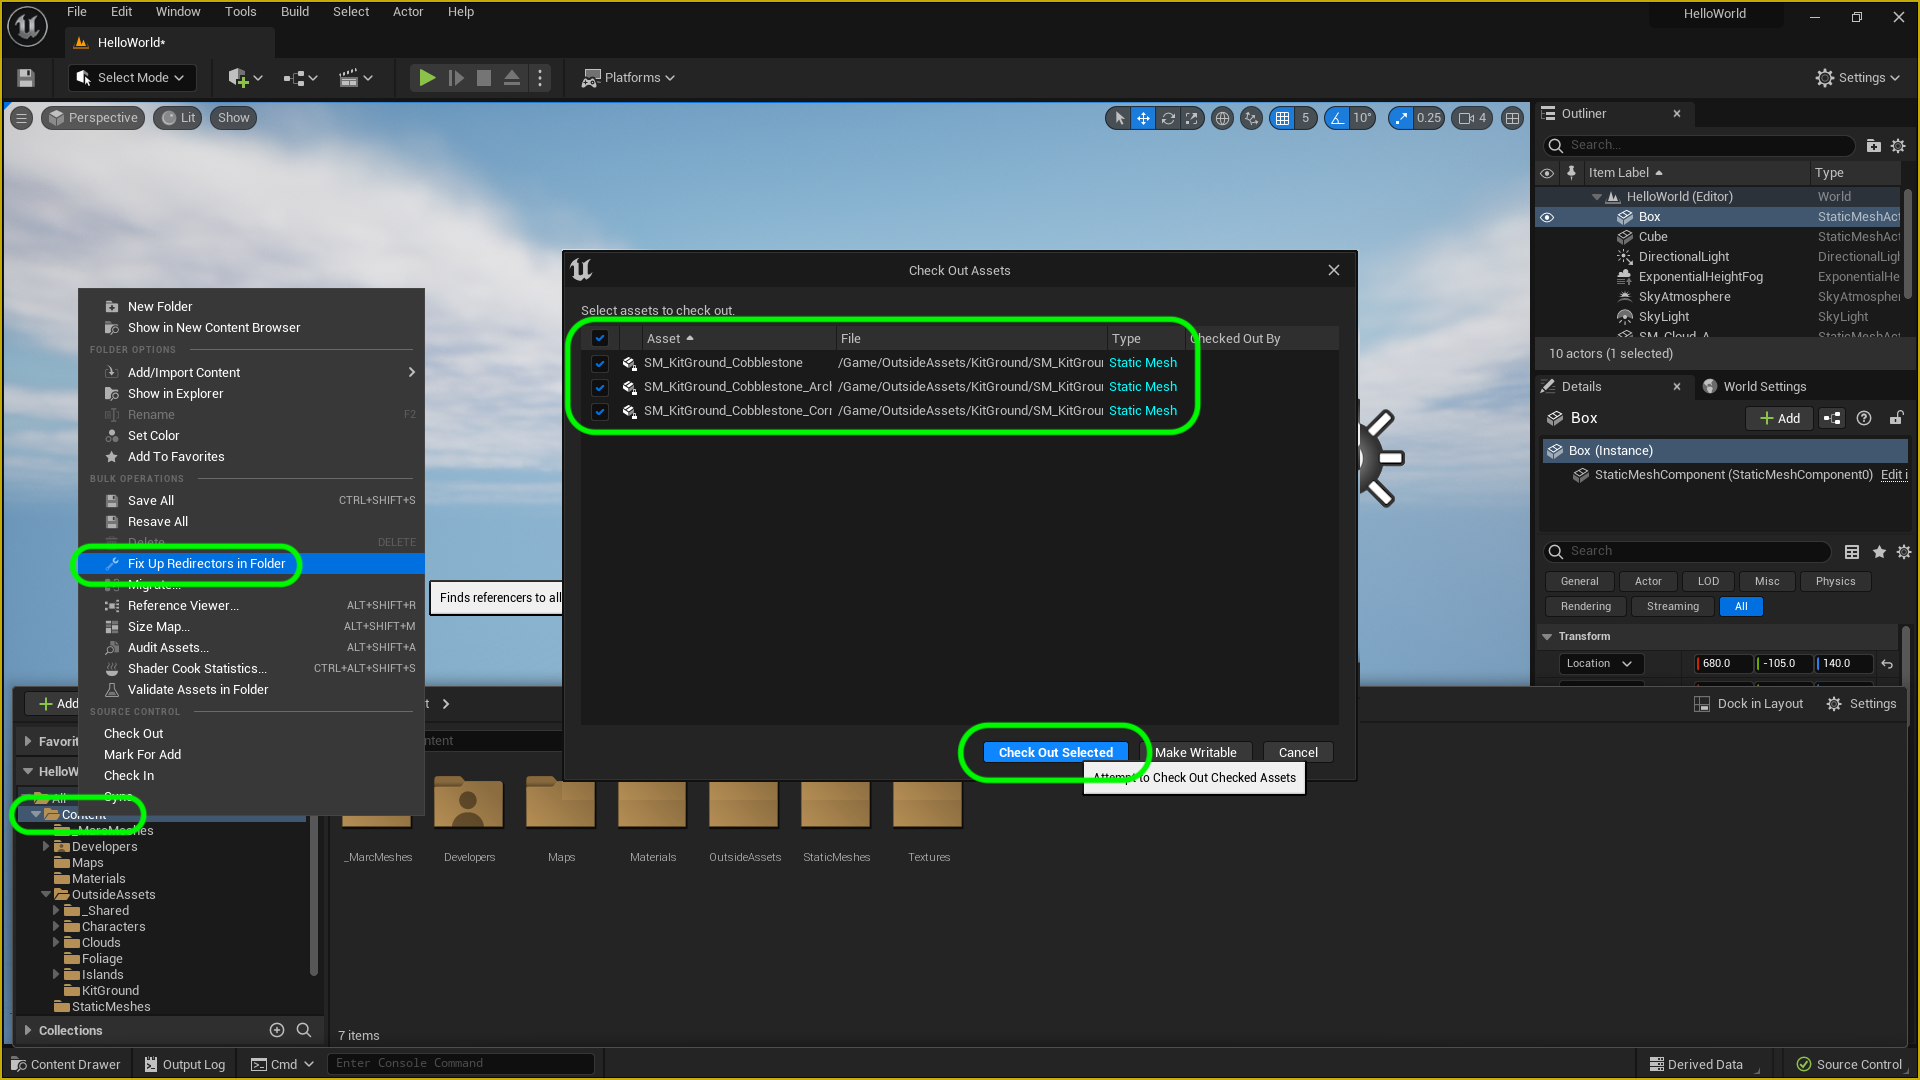 File Edit Window Tools Build Select Actor Help
HelloWorld
HelloWorld*
Select Mode
Platforms
Settings
Perspective Lit Show
5 10° 0.25 4
Outliner
Search...
Item Label Type
HelloWorld (Editor) World
Box StaticMeshAct
Cube StaticMeshAct
DirectionalLight DirectionalLigh
ExponentialHeightFog ExponentialHe
SkyAtmosphere SkyAtmospher
SkyLight SkyLight
SM_Cloud_A StaticMeshAct
10 actors (1 selected)
Details World Settings
Box Add
Box (Instance)
StaticMeshComponent (StaticMeshComponent0) Edit i
Search
General Actor LOD Misc Physics
Rendering Streaming All
Transform
Location 680.0 -105.0 140.0
New Folder
Show in New Content Browser
FOLDER OPTIONS
Add/Import Content
Show in Explorer
Rename F2
Set Color
Add To Favorites
BULK OPERATIONS
Save All CTRL+SHIFT+S
Resave All
Delete DELETE
Fix Up Redirectors in Folder
Migrate...
Reference Viewer... ALT+SHIFT+R
Size Map... ALT+SHIFT+M
Audit Assets... ALT+SHIFT+A
Shader Cook Statistics... CTRL+ALT+SHIFT+S
Validate Assets in Folder
SOURCE CONTROL
Check Out
Mark For Add
Check In
Sync
Finds referencers to all
Check Out Assets
Select assets to check out.
Asset File Type Checked Out By
SM_KitGround_Cobblestone /Game/OutsideAssets/KitGround/SM_KitGrour Static Mesh
SM_KitGround_Cobblestone_Arch /Game/OutsideAssets/KitGround/SM_KitGrour Static Mesh
SM_KitGround_Cobblestone_Corr /Game/OutsideAssets/KitGround/SM_KitGrour Static Mesh
Check Out Selected Make Writable Cancel
Attempt to Check Out Checked Assets
Add t Dock in Layout Settings
Favorit ntent
HelloW
All
Content
_MarcMeshes
Developers
Maps
Materials
OutsideAssets
_Shared
Characters
Clouds
Foliage
Islands
KitGround
StaticMeshes
Collections
_MarcMeshes Developers Maps Materials OutsideAssets StaticMeshes Textures
7 items
Content Drawer Output Log Cmd Enter Console Command Derived Data Source Control